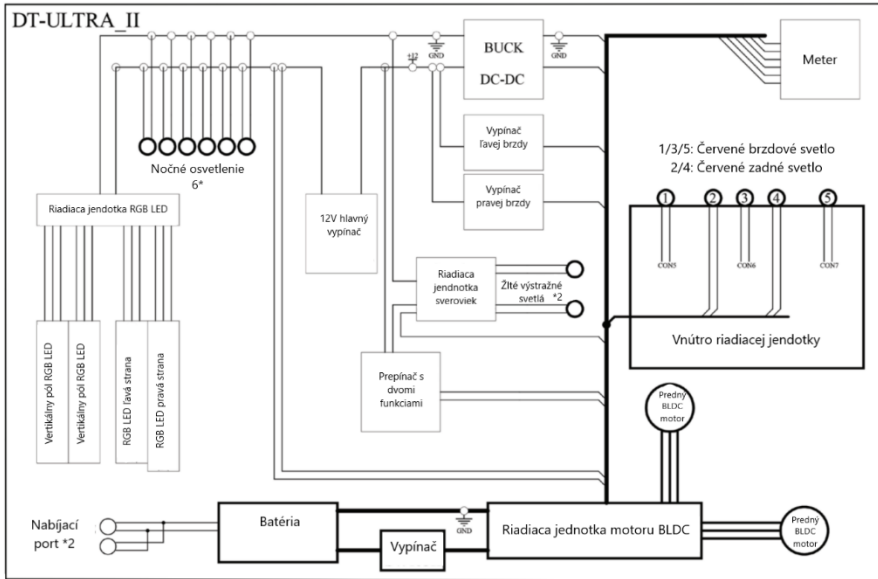 DT-ULTRA_II
GND
BUCK
DC-DC
GND
+12
Meter
Nočné osvetlenie
6*
Vypínač
ľavej brzdy
Vypínač
pravej brzdy
1/3/5: Červené brzdové svetlo
2/4: Červené zadné svetlo
1
2
3
4
5
CON5
CON6
CON7
Vnútro riadiacej jendotky
Riadiaca jendotka RGB LED
12V hlavný
vypínač
Riadiaca
jendnotka
sveroviek
Žlté výstražné
svetlá *2
Prepínač s
dvomi
funkciami
Vertikálny pól RGB LED
Vertikálny pól RGB LED
RGB LED ľavá strana
RGB LED pravá strana
Predný
BLDC
motor
Nabíjací
port *2
Batéria
GND
Vypínač
Riadiaca jednotka motoru BLDC
Predný
BLDC
motor